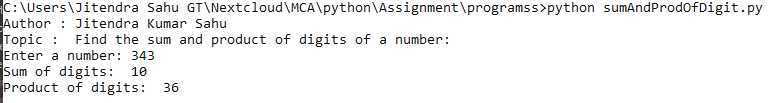 C:\Users\Jitendra Sahu GT\Nextcloud\MCA\python\Assignment\programss>python sumAndProdOfDigit.py
Author : Jitendra Kumar Sahu
Topic :  Find the sum and product of digits of a number:
Enter a number: 343
Sum of digits:  10
Product of digits:  36